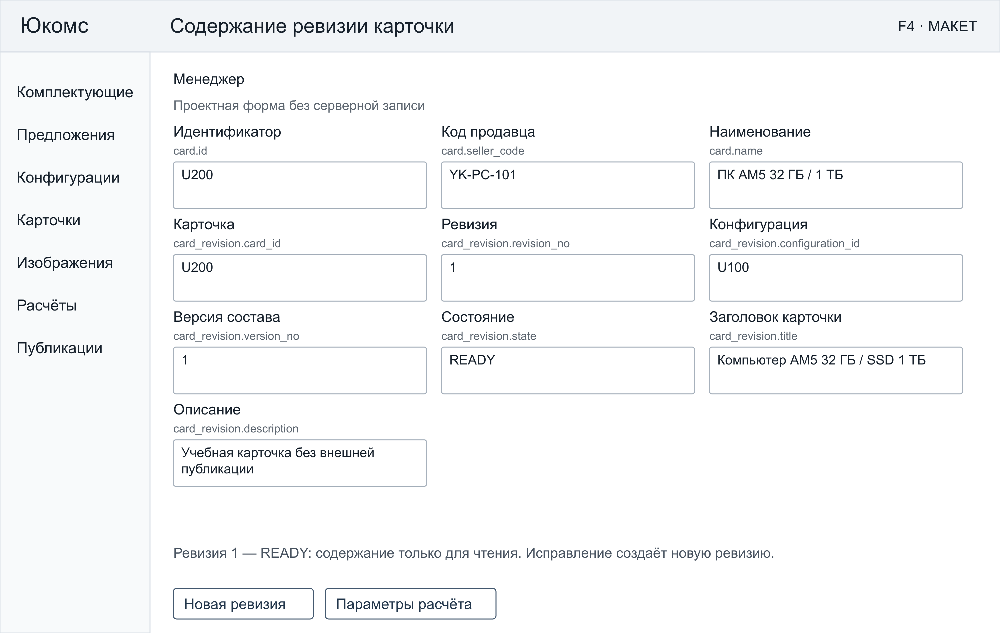 Юкомс
Содержание ревизии карточки
F4 · МАКЕТ
Комплектующие
Предложения
Конфигурации
Карточки
Изображения
Расчёты
Публикации
Менеджер
Проектная форма без серверной записи
Идентификатор
card.id
U200
Код продавца
card.seller_code
YK-PC-101
Наименование
card.name
ПК AM5 32 ГБ / 1 ТБ
Карточка
card_revision.card_id
U200
Ревизия
card_revision.revision_no
1
Конфигурация
card_revision.configuration_id
U100
Версия состава
card_revision.version_no
1
Состояние
card_revision.state
READY
Заголовок карточки
card_revision.title
Компьютер AM5 32 ГБ / SSD 1 ТБ
Описание
card_revision.description
Учебная карточка без внешней
публикации
Ревизия 1 — READY: содержание только для чтения. Исправление создаёт новую ревизию.
Новая ревизия
Параметры расчёта